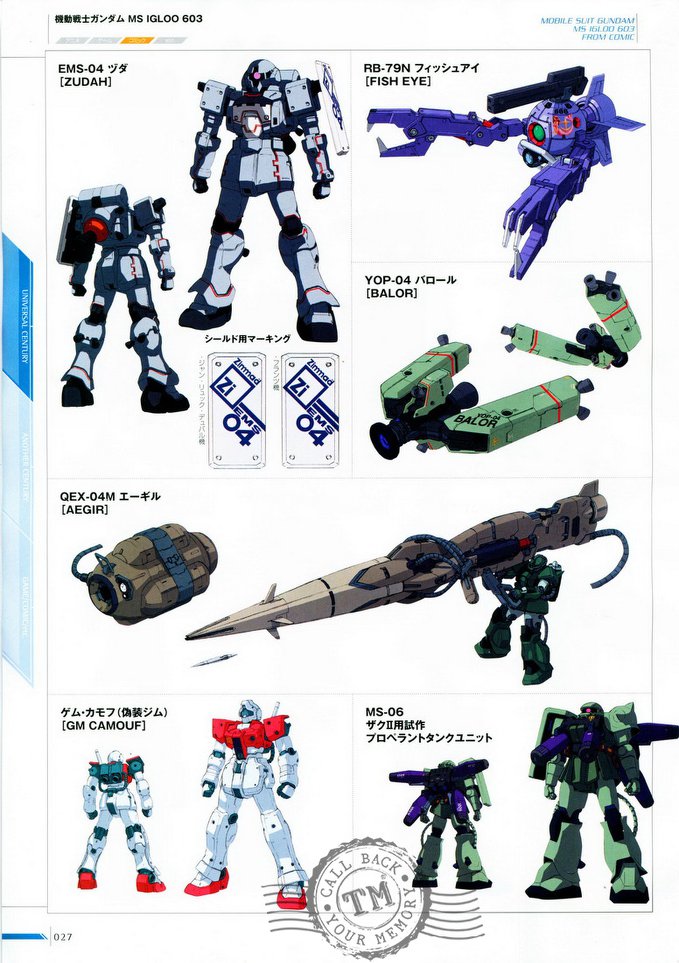 機動戦士ガンダム MS IGLOO 603
MOBILE SUIT GUNDAM
MS IGLOO 603
FROM COMIC
EMS-04 ヅダ
[ZUDAH]
シールド用マーキング
・ジャン・リュック・デュバル機
Zimmad
Zi
EMS
04
・フランツ機
Zimmad
Zi
EMS
04
RB-79N フィッシュアイ
[FISH EYE]
YOP-04 バロール
[BALOR]
YOP-04
BALOR
UNIVERSAL CENTURY
ANOTHER CENTURY
QEX-04M エーギル
[AEGIR]
ゲム・カモフ(偽装ジム)
[GM CAMOUF]
MS-06
ザクII用試作
プロペラントタンクユニット
CALL BACK
TM
YOUR MEMORY
027